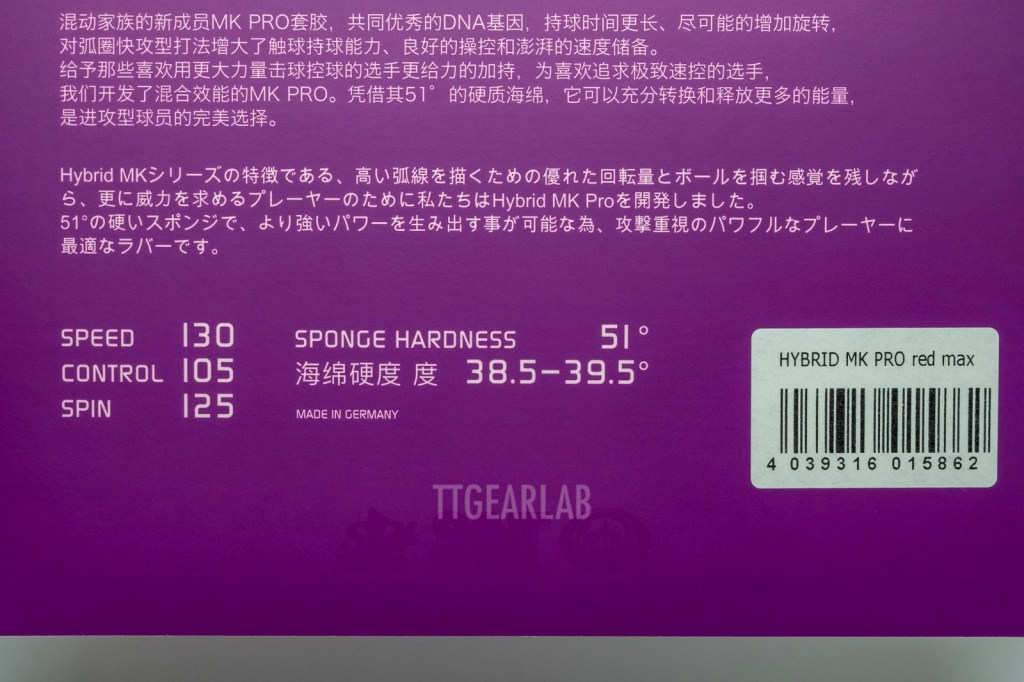 混动家族的新成员MK PRO套胶，共同优秀的DNA基因，持球时间更长、尽可能的增加旋转，
对弧圈快攻型打法增大了触球持球能力、良好的操控和澎湃的速度储备。
给予那些喜欢用更大力量击球控球的选手更给力的加持，为喜欢追求极致速控的选手，
我们开发了混合效能的MK PRO。凭借其51°的硬质海绵，它可以充分转换和释放更多的能量，
是进攻型球员的完美选择。
Hybrid MKシリーズの特徴である、高い弧線を描くための優れた回転量とボールを掴む感覚を残しなが
ら、更に威力を求めるプレーヤーのために私たちはHybrid MK Proを開発しました。
51°の硬いスポンジで、より強いパワーを生み出す事が可能な為、攻撃重視のパワフルなプレーヤーに
最適なラバーです。
SPEED 130
CONTROL 105
SPIN 125
SPONGE HARDNESS 51°
海绵硬度 度 38.5-39.5°
MADE IN GERMANY
HYBRID MK PRO red max
4 039316 015862
TTGEARLAB